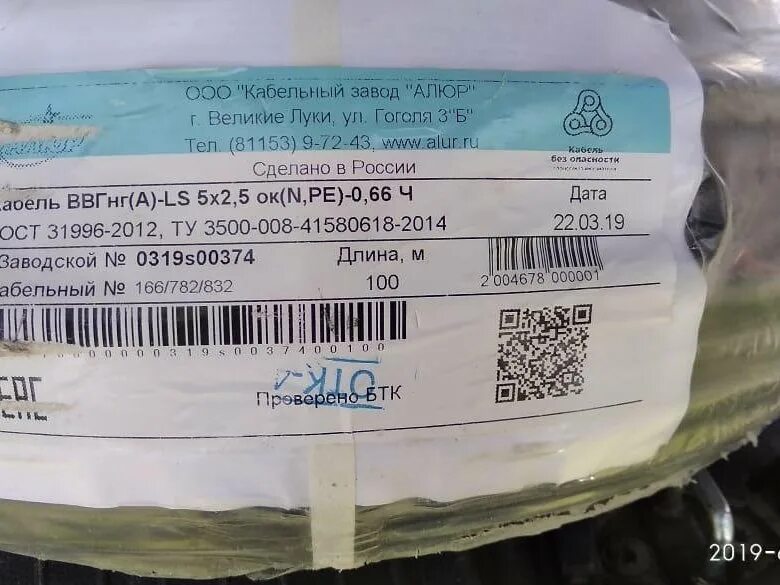 ООО "Кабельный завод "АЛЮР"
г. Великие Луки, ул. Гоголя 3"Б"
Тел. (81153) 9-72-43, www.alur.ru
Кабель
без опасности
Сделано в России
абель ВВГнг(А)-LS 5х2,5 ок(N,PE)-0,66 Ч
Дата
ОСТ 31996-2012, ТУ 3500-008-41580618-2014
22.03.19
Заводской № 0319s00374
Длина, м
абельный № 166/782/832
100
2 004678 000001
0000000319s0037400100
ОТК-1
Проверено БТК
2019-